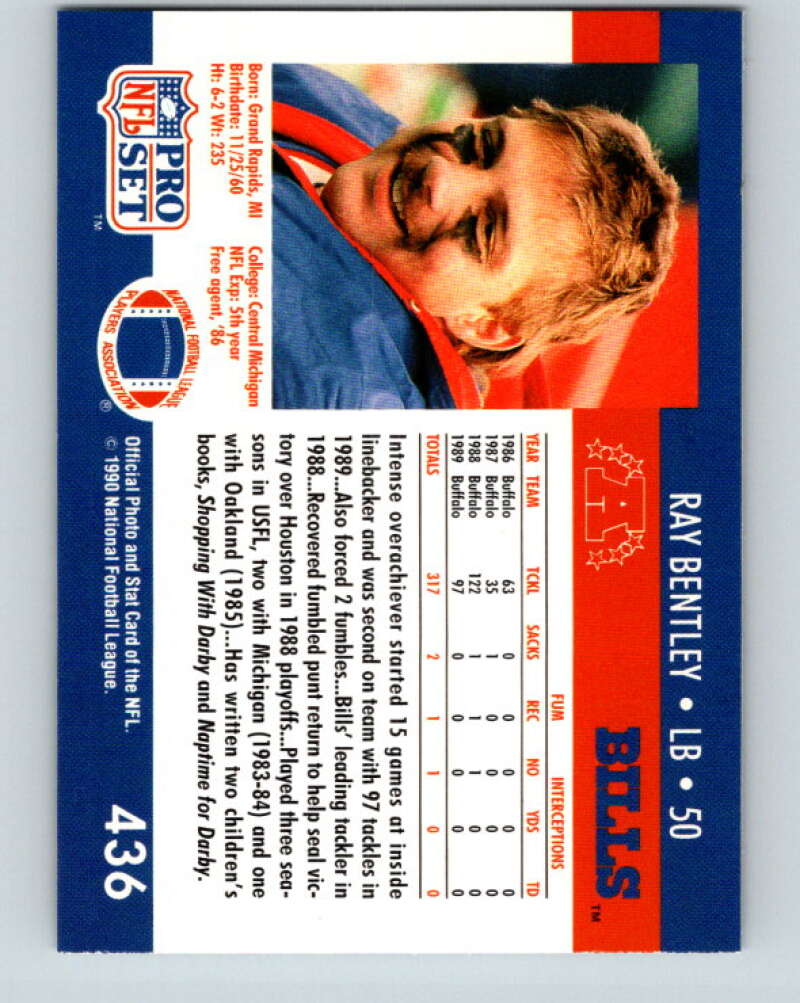 RAY BENTLEY • LB • 50
BILLS™
FUM INTERCEPTIONS
YEAR TEAM TCKL SACKS REC NO YDS TD
1986 Buffalo 63 0 0 0 0 0
1987 Buffalo 35 1 0 0 0 0
1988 Buffalo 122 1 1 1 0 0
1989 Buffalo 97 0 0 0 0 0
TOTALS 317 2 1 1 0 0
Intense overachiever started 15 games at inside
linebacker and was second on team with 97 tackles in
1989...Also forced 2 fumbles...Bills' leading tackler in
1988...Recovered fumbled punt return to help seal vic-
tory over Houston in 1988 playoffs...Played three sea-
sons in USFL, two with Michigan (1983-84) and one
with Oakland (1985)...Has written two children's
books, Shopping With Darby and Naptime for Darby.
Born: Grand Rapids, MI
Birthdate: 11/25/60
Ht: 6-2 Wt: 235
College: Central Michigan
NFL Exp: 5th year
Free agent, '86
PRO
NFL SET™
NATIONAL FOOTBALL LEAGUE
PLAYERS ASSOCIATION®
Official Photo and Stat Card of the NFL.
© 1990 National Football League.
436